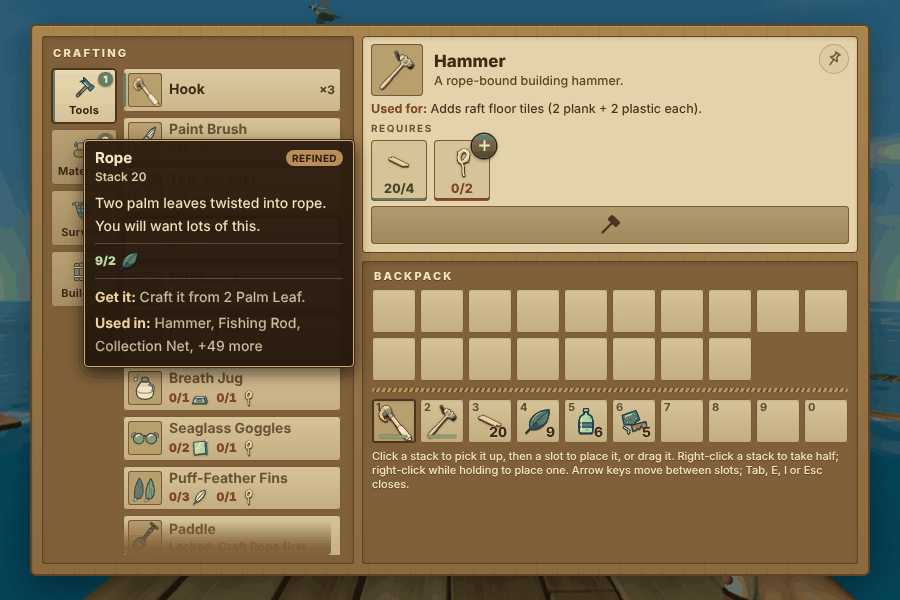 CRAFTING
1
Tools
Hook
×3
Paint Brush
Rope
REFINED
Stack 20
Two palm leaves twisted into rope.
You will want lots of this.
9/2
Get it: Craft it from 2 Palm Leaf.
Used in: Hammer, Fishing Rod,
Collection Net, +49 more
Breath Jug
0/1 0/1
Seaglass Goggles
0/2 0/1
Puff-Feather Fins
0/3 0/1
Paddle
Locked: Craft Rope first
Hammer
A rope-bound building hammer.
Used for: Adds raft floor tiles (2 plank + 2 plastic each).
REQUIRES
20/4
0/2
+
BACKPACK
1
2
3
20
4
9
5
6
6
5
7
8
9
0
Click a stack to pick it up, then a slot to place it, or drag it. Right-click a stack to take half;
right-click while holding to place one. Arrow keys move between slots; Tab, E, I or Esc
closes.